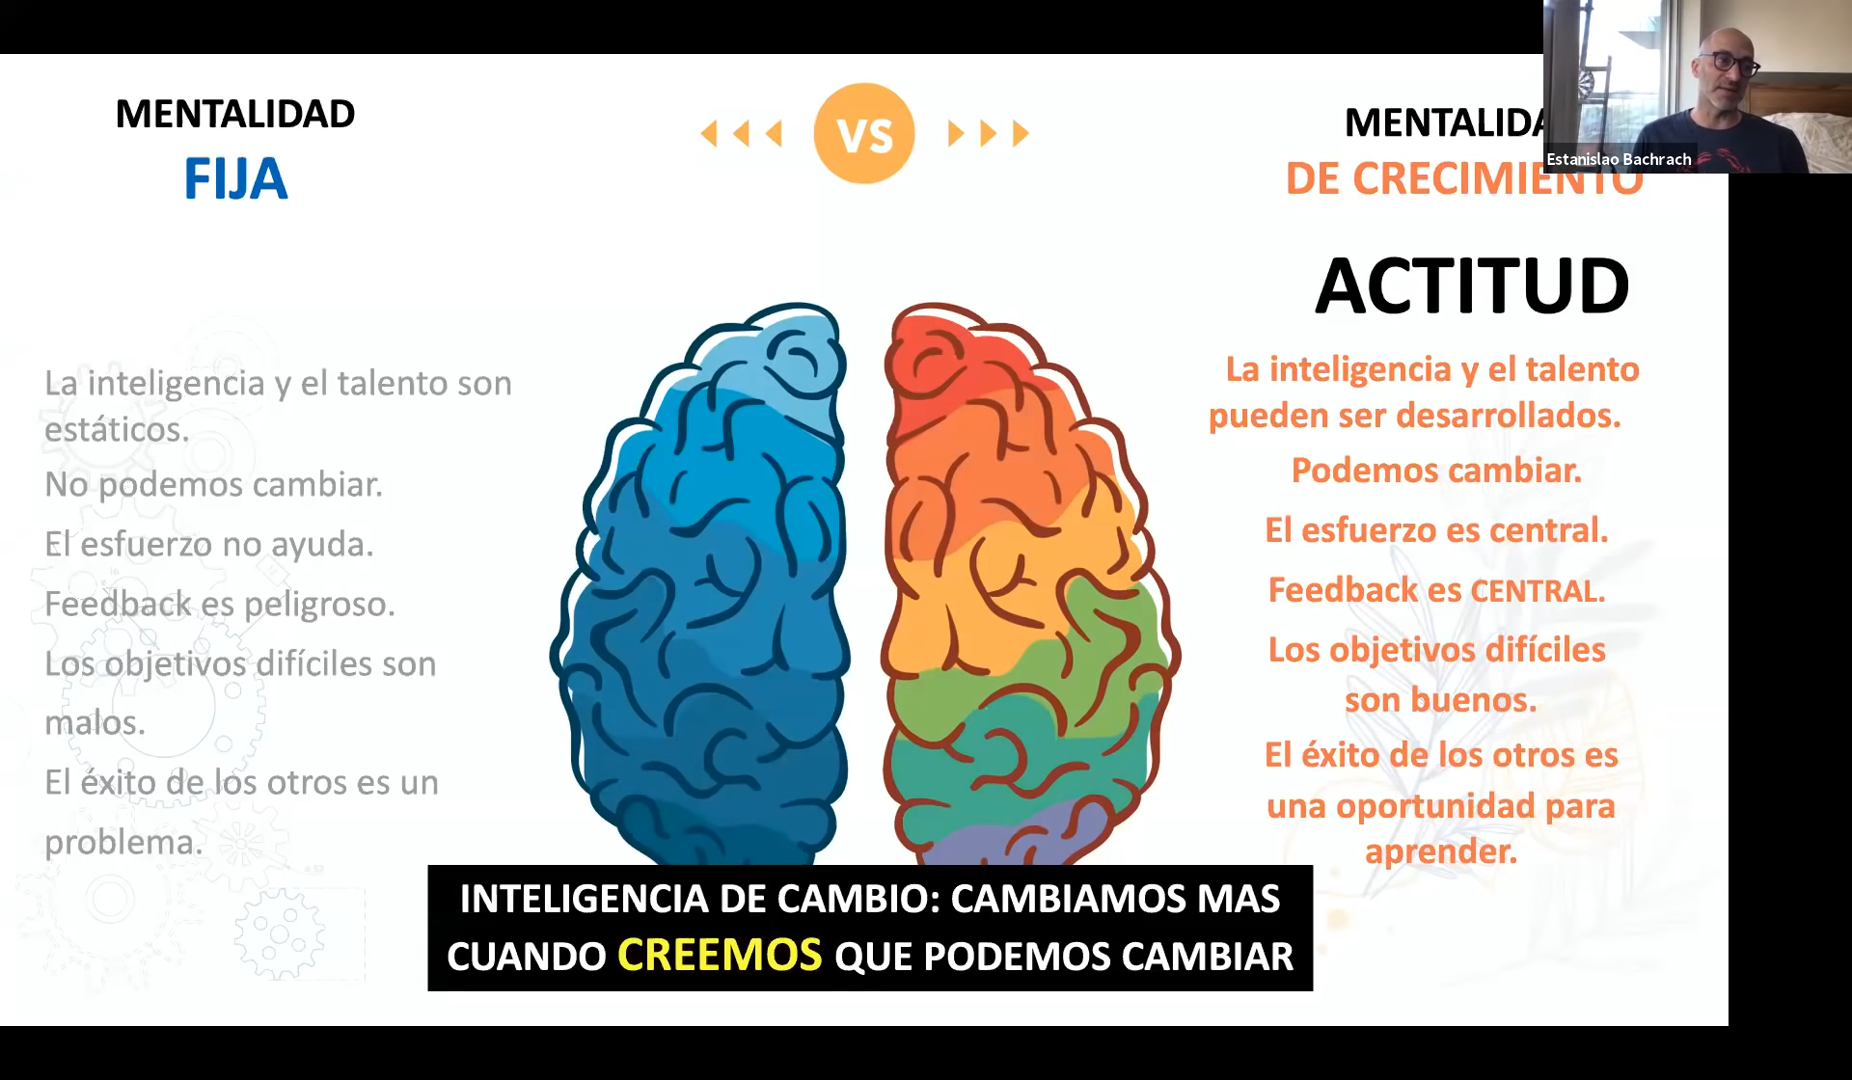 MENTALIDAD
FIJA
VS
MENTALIDA
DE CRECIMIENTO
Estanislao Bachrach
ACTITUD
La inteligencia y el talento son
estáticos.
No podemos cambiar.
El esfuerzo no ayuda.
Feedback es peligroso.
Los objetivos difíciles son
malos.
El éxito de los otros es un
problema.
La inteligencia y el talento
pueden ser desarrollados.
Podemos cambiar.
El esfuerzo es central.
Feedback es CENTRAL.
Los objetivos difíciles
son buenos.
El éxito de los otros es
una oportunidad para
aprender.
INTELIGENCIA DE CAMBIO: CAMBIAMOS MAS
CUANDO CREEMOS QUE PODEMOS CAMBIAR